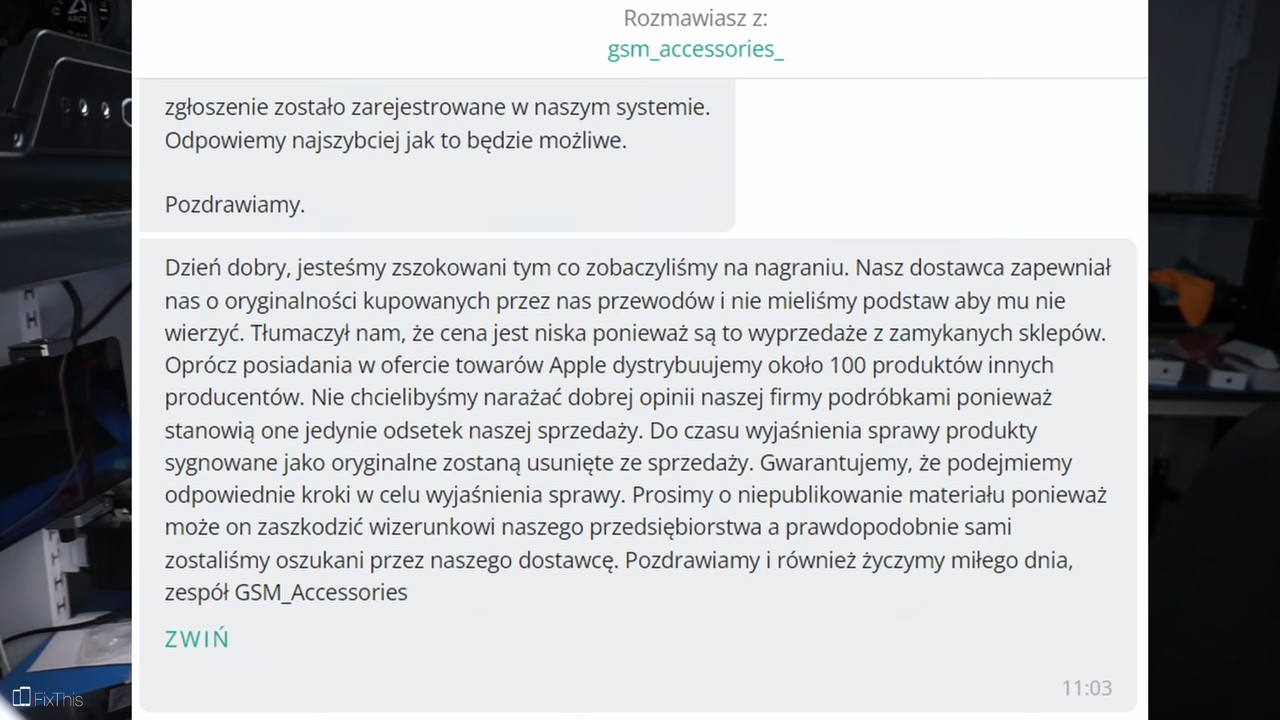 Rozmawiasz z:
gsm_accessories_
zgłoszenie zostało zarejestrowane w naszym systemie.
Odpowiemy najszybciej jak to będzie możliwe.
Pozdrawiamy.
Dzień dobry, jesteśmy zszokowani tym co zobaczyliśmy na nagraniu. Nasz dostawca zapewniał
nas o oryginalności kupowanych przez nas przewodów i nie mieliśmy podstaw aby mu nie
wierzyć. Tłumaczył nam, że cena jest niska ponieważ są to wyprzedaże z zamykanych sklepów.
Oprócz posiadania w ofercie towarów Apple dystrybuujemy około 100 produktów innych
producentów. Nie chcielibyśmy narażać dobrej opinii naszej firmy podróbkami ponieważ
stanowią one jedynie odsetek naszej sprzedaży. Do czasu wyjaśnienia sprawy produkty
sygnowane jako oryginalne zostaną usunięte ze sprzedaży. Gwarantujemy, że podejmiemy
odpowiednie kroki w celu wyjaśnienia sprawy. Prosimy o niepublikowanie materiału ponieważ
może on zaszkodzić wizerunkowi naszego przedsiębiorstwa a prawdopodobnie sami
zostaliśmy oszukani przez naszego dostawcę. Pozdrawiamy i również życzymy miłego dnia,
zespół GSM_Accessories
ZWIŃ
11:03
FixThis
ARCT